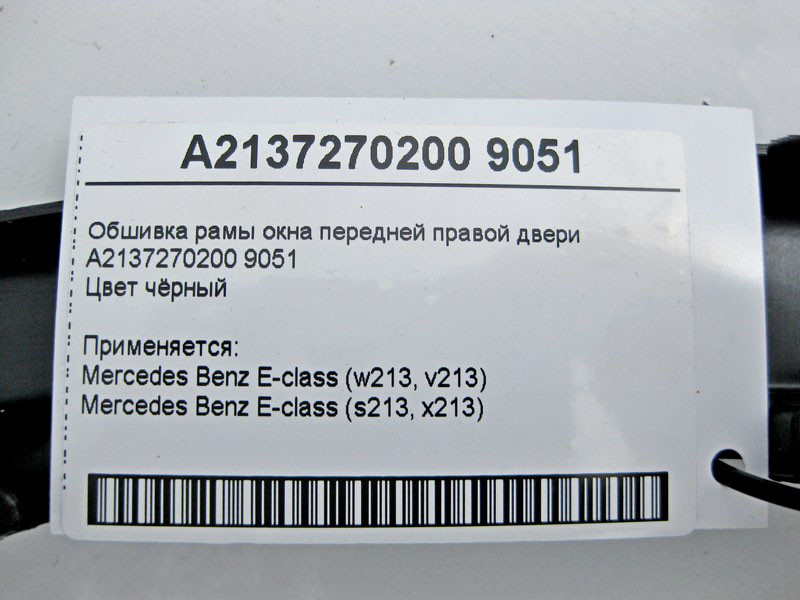 A2137270200 9051
Обшивка рамы окна передней правой двери
A2137270200 9051
Цвет чёрный
Применяется:
Mercedes Benz E-class (w213, v213)
Mercedes Benz E-class (s213, x213)